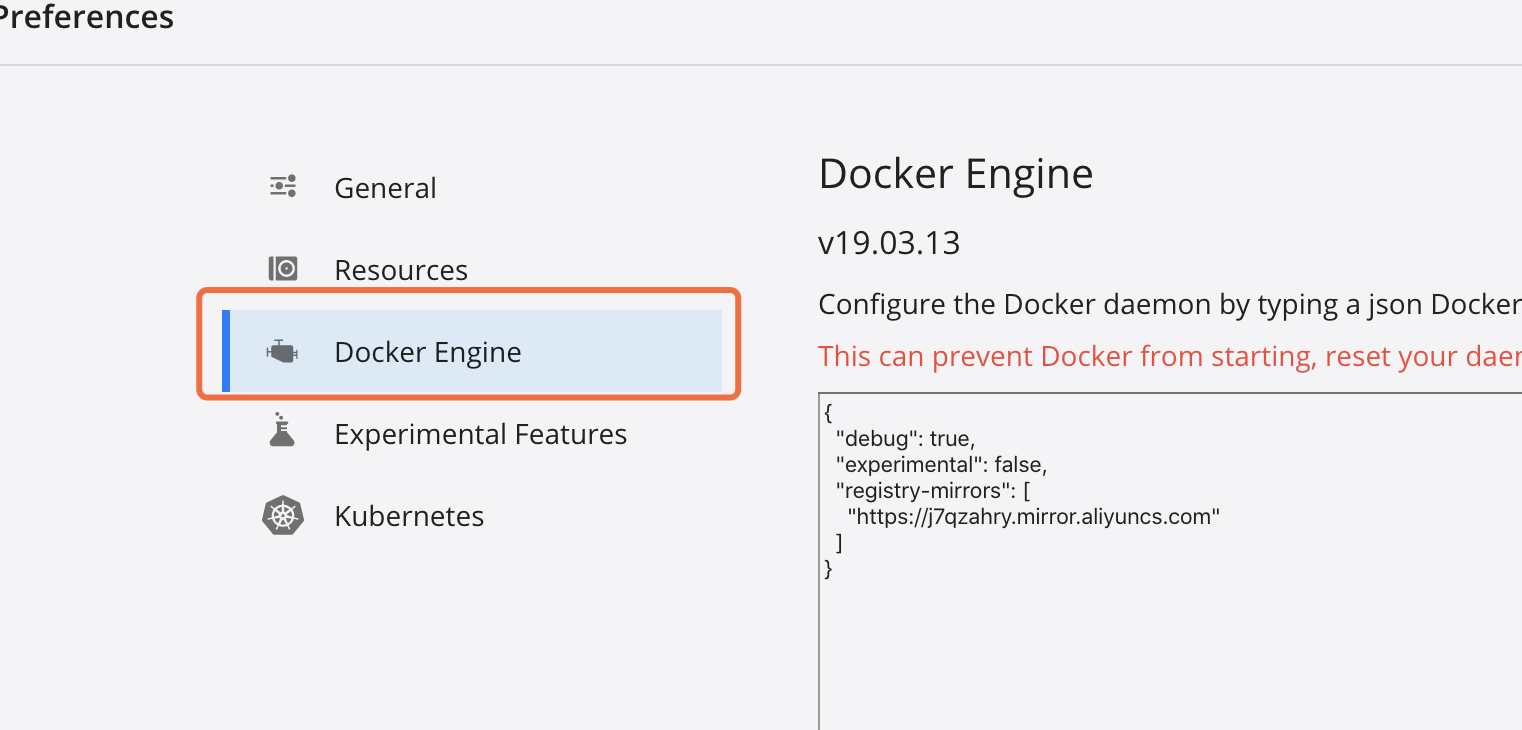 Preferences
General
Resources
Docker Engine
Experimental Features
Kubernetes
Docker Engine
v19.03.13
Configure the Docker daemon by typing a json Docker
This can prevent Docker from starting, reset your
{
"debug": true,
"experimental": false,
"registry-mirrors": [
"https://j7qzahry.mirror.aliyuncs.com"
]
}